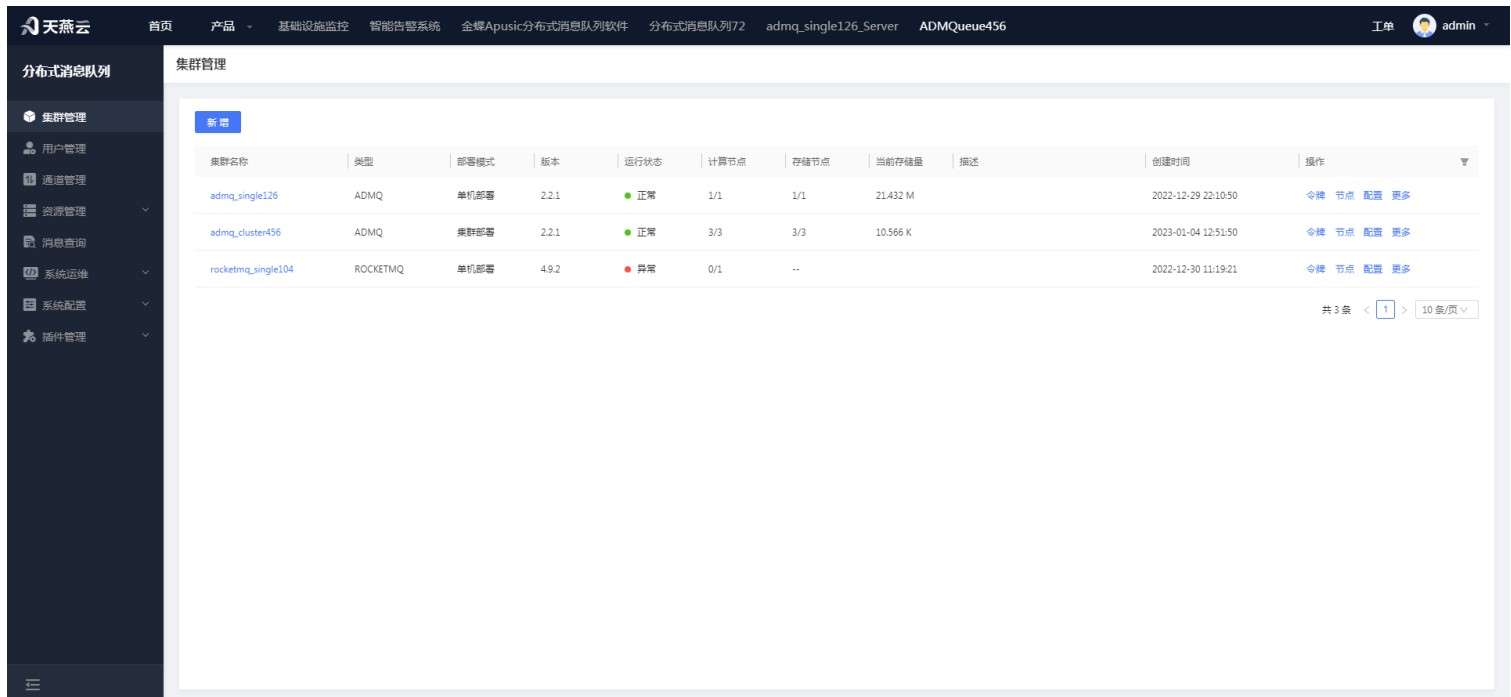 天燕云 首页 产品 基础设施监控 智能告警系统 金蝶Apusic分布式消息队列软件 分布式消息队列72 admq_single126_Server ADMQueue456 工单 admin
分布式消息队列
集群管理
集群管理
用户管理
通道管理
资源管理
消息查询
系统运维
系统配置
插件管理
新增
集群名称 类型 部署模式 版本 运行状态 计算节点 存储节点 当前存储量 描述 创建时间 操作
admq_single126 ADMQ 单机部署 2.2.1 正常 1/1 1/1 21.432 M 2022-12-29 22:10:50 令牌 节点 配置 更多
admq_cluster456 ADMQ 集群部署 2.2.1 正常 3/3 3/3 10.566 K 2023-01-04 12:51:50 令牌 节点 配置 更多
rocketmq_single104 ROCKETMQ 单机部署 4.9.2 异常 0/1 -- 2022-12-30 11:19:21 令牌 节点 配置 更多
共 3 条 < 1 > 10 条/页